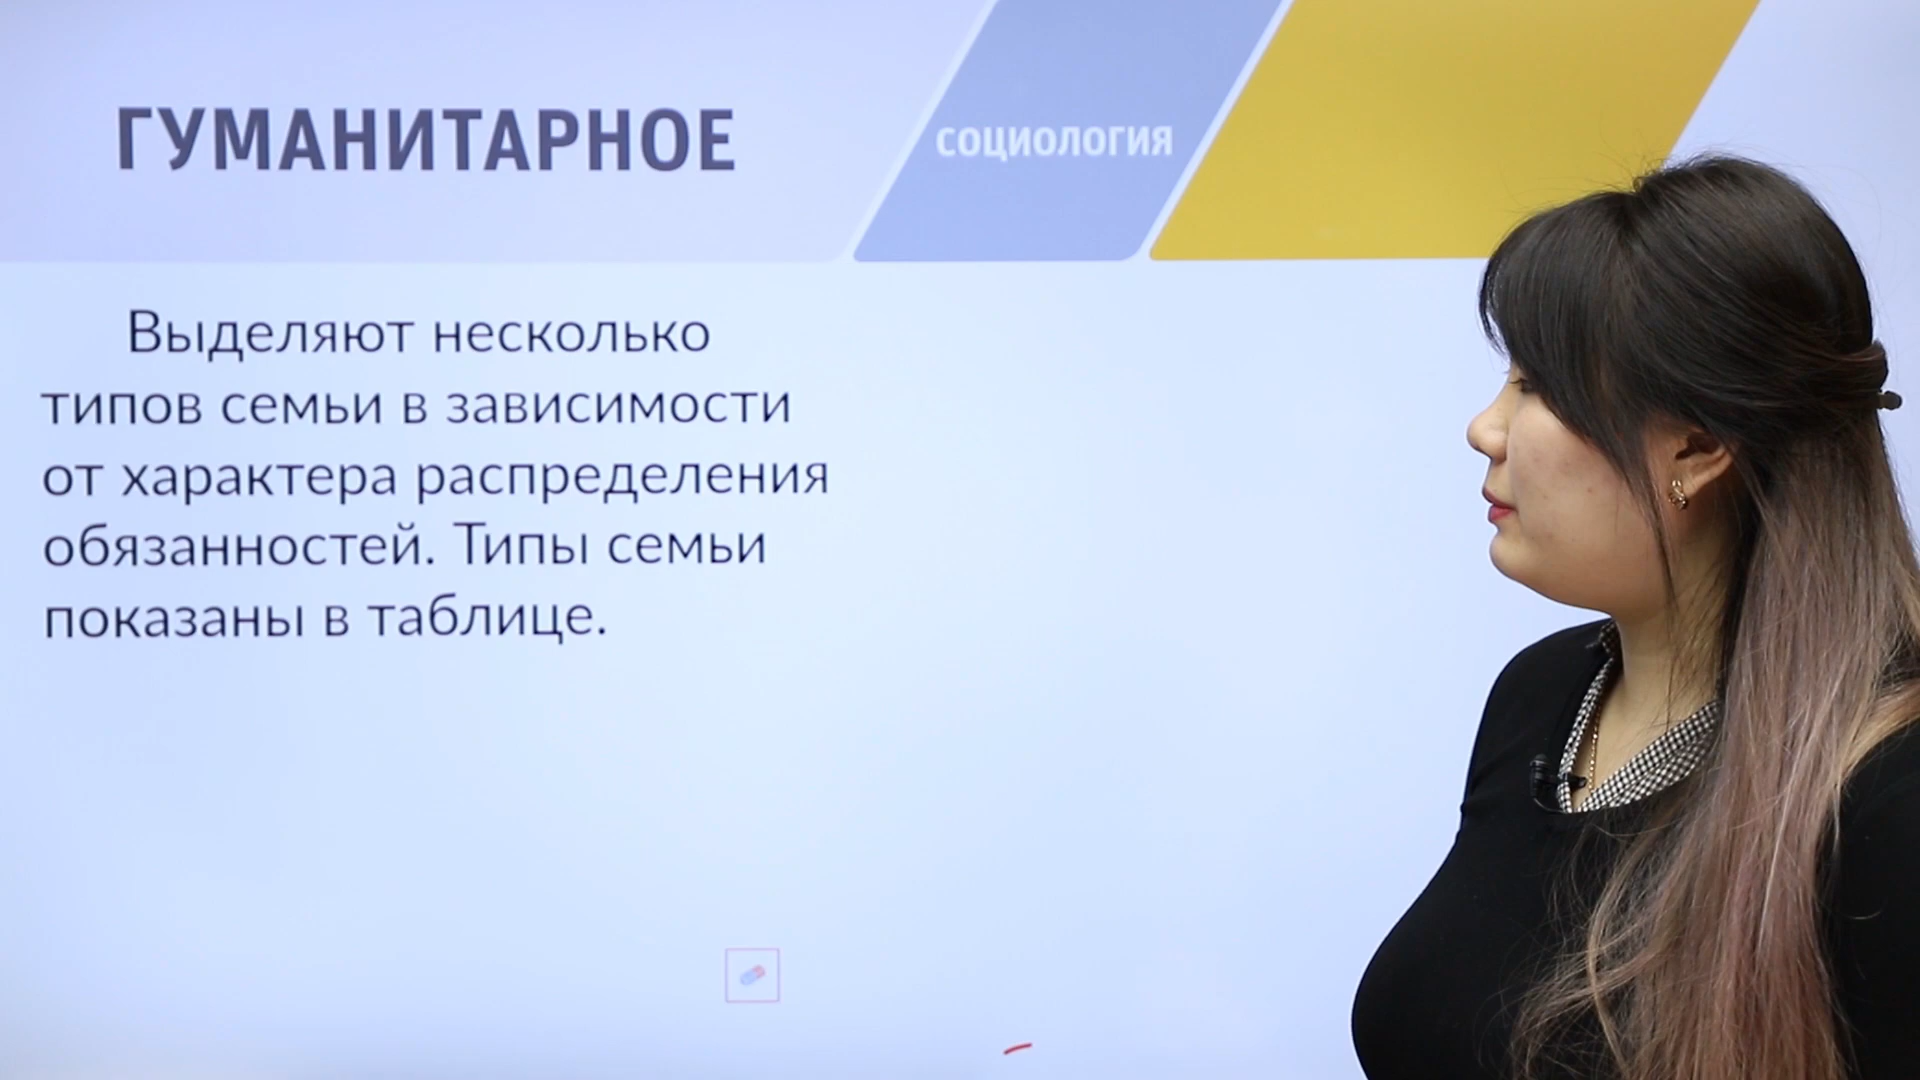 ГУМАНИТАРНОЕ
социология
Выделяют несколько
типов семьи в зависимости
от характера распределения
обязанностей. Типы семьи
показаны в таблице.